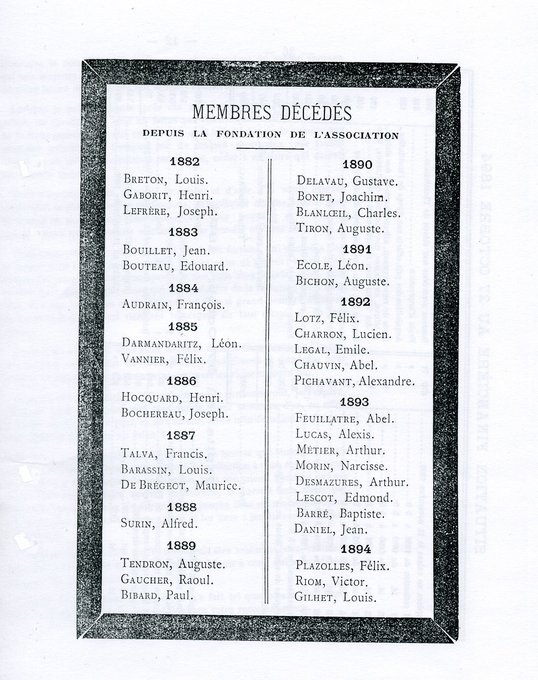 MEMBRES DÉCÉDÉS
DEPUIS LA FONDATION DE L'ASSOCIATION
1882
BRETON, Louis.
GABORIT, Henri.
LEFRÈRE, Joseph.
1883
BOUILLET, Jean.
BOUTEAU, Edouard.
1884
AUDRAIN, François.
1885
DARMANDARITZ, Léon.
VANNIER, Félix.
1886
HOCQUARD, Henri.
BOCHEREAU, Joseph.
1887
TALVA, Francis.
BARASSIN, Louis.
DE BRÉGEOT, Maurice.
1888
SURIN, Alfred.
1889
TENDRON, Auguste.
GAUCHER, Raoul.
BIBARD, Paul.
1890
DELAVAU, Gustave.
BONET, Joachim.
BLANLŒIL, Charles.
TIRON, Auguste.
1891
ECOLE, Léon.
BICHON, Auguste.
1892
LOTZ, Félix.
CHARRON, Lucien.
LEGAL, Emile.
CHAUVIN, Abel.
PICHAVANT, Alexandre.
1893
FEUILLATRE, Abel.
LUCAS, Alexis.
MÉTIER, Arthur.
MORIN, Narcisse.
DESMAZURES, Arthur.
LESCOT, Edmond.
BARRÉ, Baptiste.
DANIEL, Jean.
1894
PLAZOLLES, Félix.
RIOM, Victor.
GILHET, Louis.